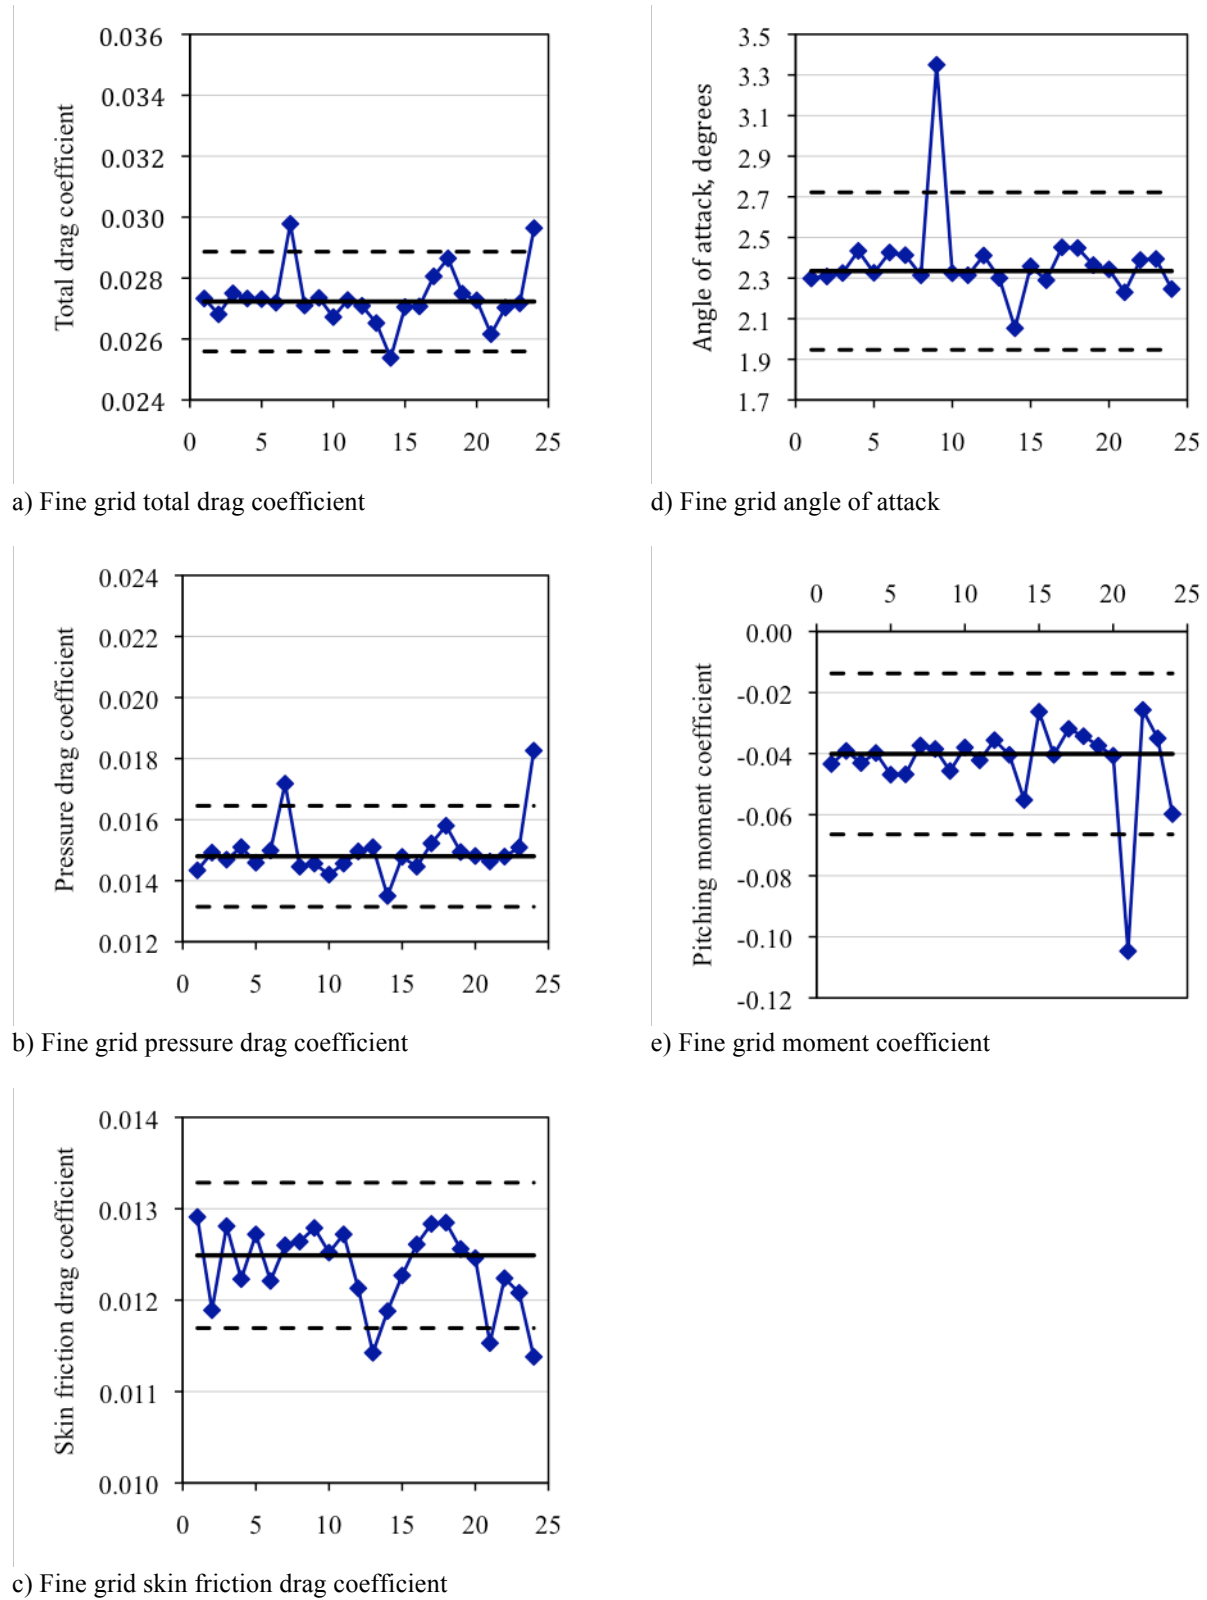 Total drag coefficient
0.036
0.034
0.032
0.030
0.028
0.026
0.024
0 5 10 15 20 25
a) Fine grid total drag coefficient
Angle of attack, degrees
3.5
3.3
3.1
2.9
2.7
2.5
2.3
2.1
1.9
1.7
0 5 10 15 20 25
d) Fine grid angle of attack
Pressure drag coefficient
0.024
0.022
0.020
0.018
0.016
0.014
0.012
0 5 10 15 20 25
b) Fine grid pressure drag coefficient
0 5 10 15 20 25
Pitching moment coefficient
0.00
-0.02
-0.04
-0.06
-0.08
-0.10
-0.12
e) Fine grid moment coefficient
Skin friction drag coefficient
0.014
0.013
0.012
0.011
0.010
0 5 10 15 20 25
c) Fine grid skin friction drag coefficient